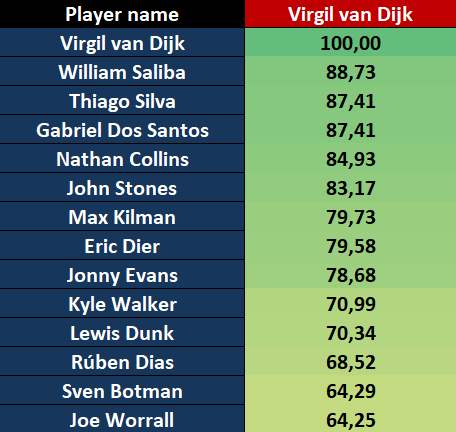 Player name Virgil van Dijk
Virgil van Dijk 100,00
William Saliba 88,73
Thiago Silva 87,41
Gabriel Dos Santos 87,41
Nathan Collins 84,93
John Stones 83,17
Max Kilman 79,73
Eric Dier 79,58
Jonny Evans 78,68
Kyle Walker 70,99
Lewis Dunk 70,34
Rúben Dias 68,52
Sven Botman 64,29
Joe Worrall 64,25